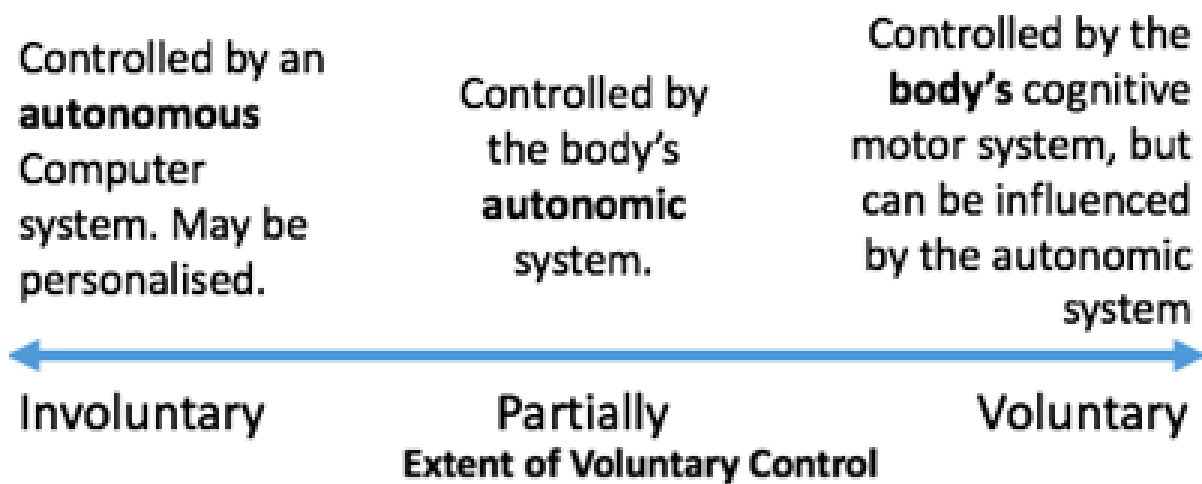 Controlled by an
autonomous
Computer
system. May be
personalised.
Controlled by
the body's
autonomic
system.
Controlled by the
body's cognitive
motor system, but
can be influenced
by the autonomic
system
Involuntary
Partially
Voluntary
Extent of Voluntary Control